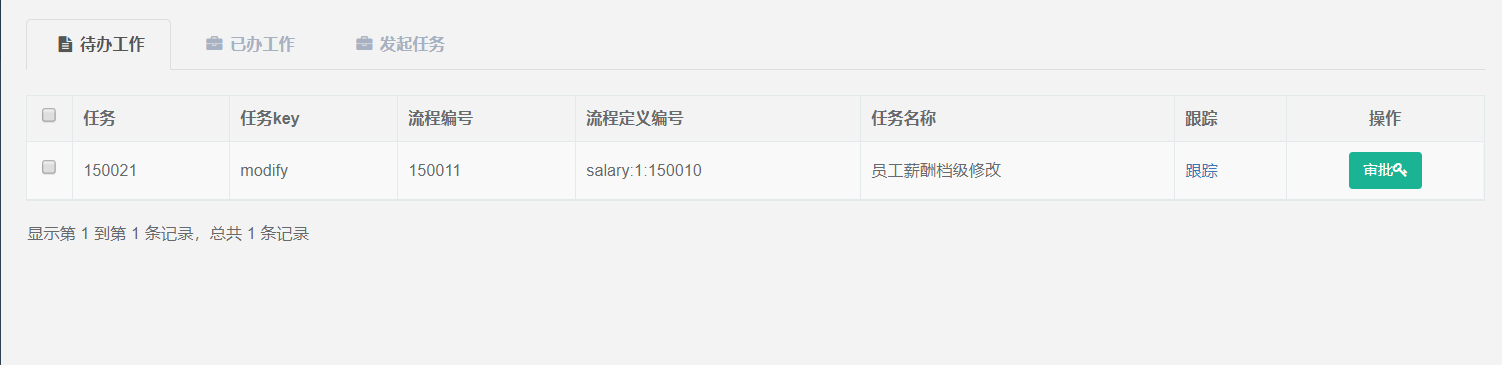 待办工作 已办工作 发起任务
任务 任务key 流程编号 流程定义编号 任务名称 跟踪 操作
150021 modify 150011 salary:1:150010 员工薪酬档级修改 跟踪 审批
显示第 1 到第 1 条记录，总共 1 条记录